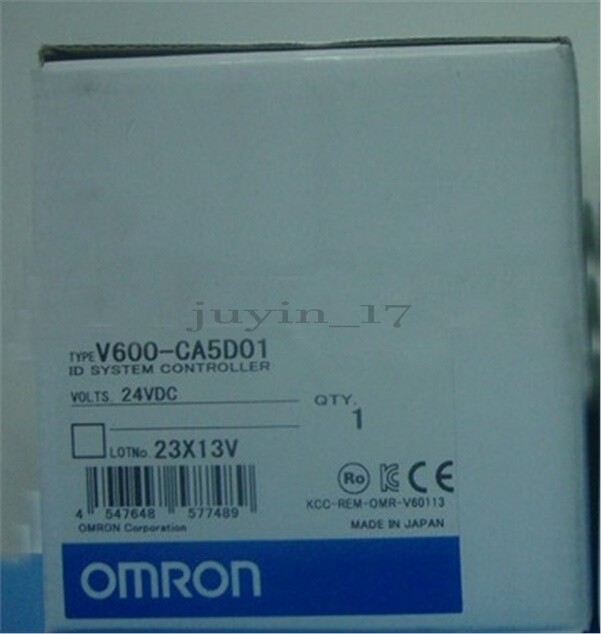 juyin_17
TYPE V600-CA5D01
ID SYSTEM CONTROLLER
VOLTS. 24VDC
QTY.
1
LOTNo. 23X13V
Ro CE
4 547648 577489
KCC-REM-OMR-V60113
OMRON Corporation
MADE IN JAPAN
OMRON